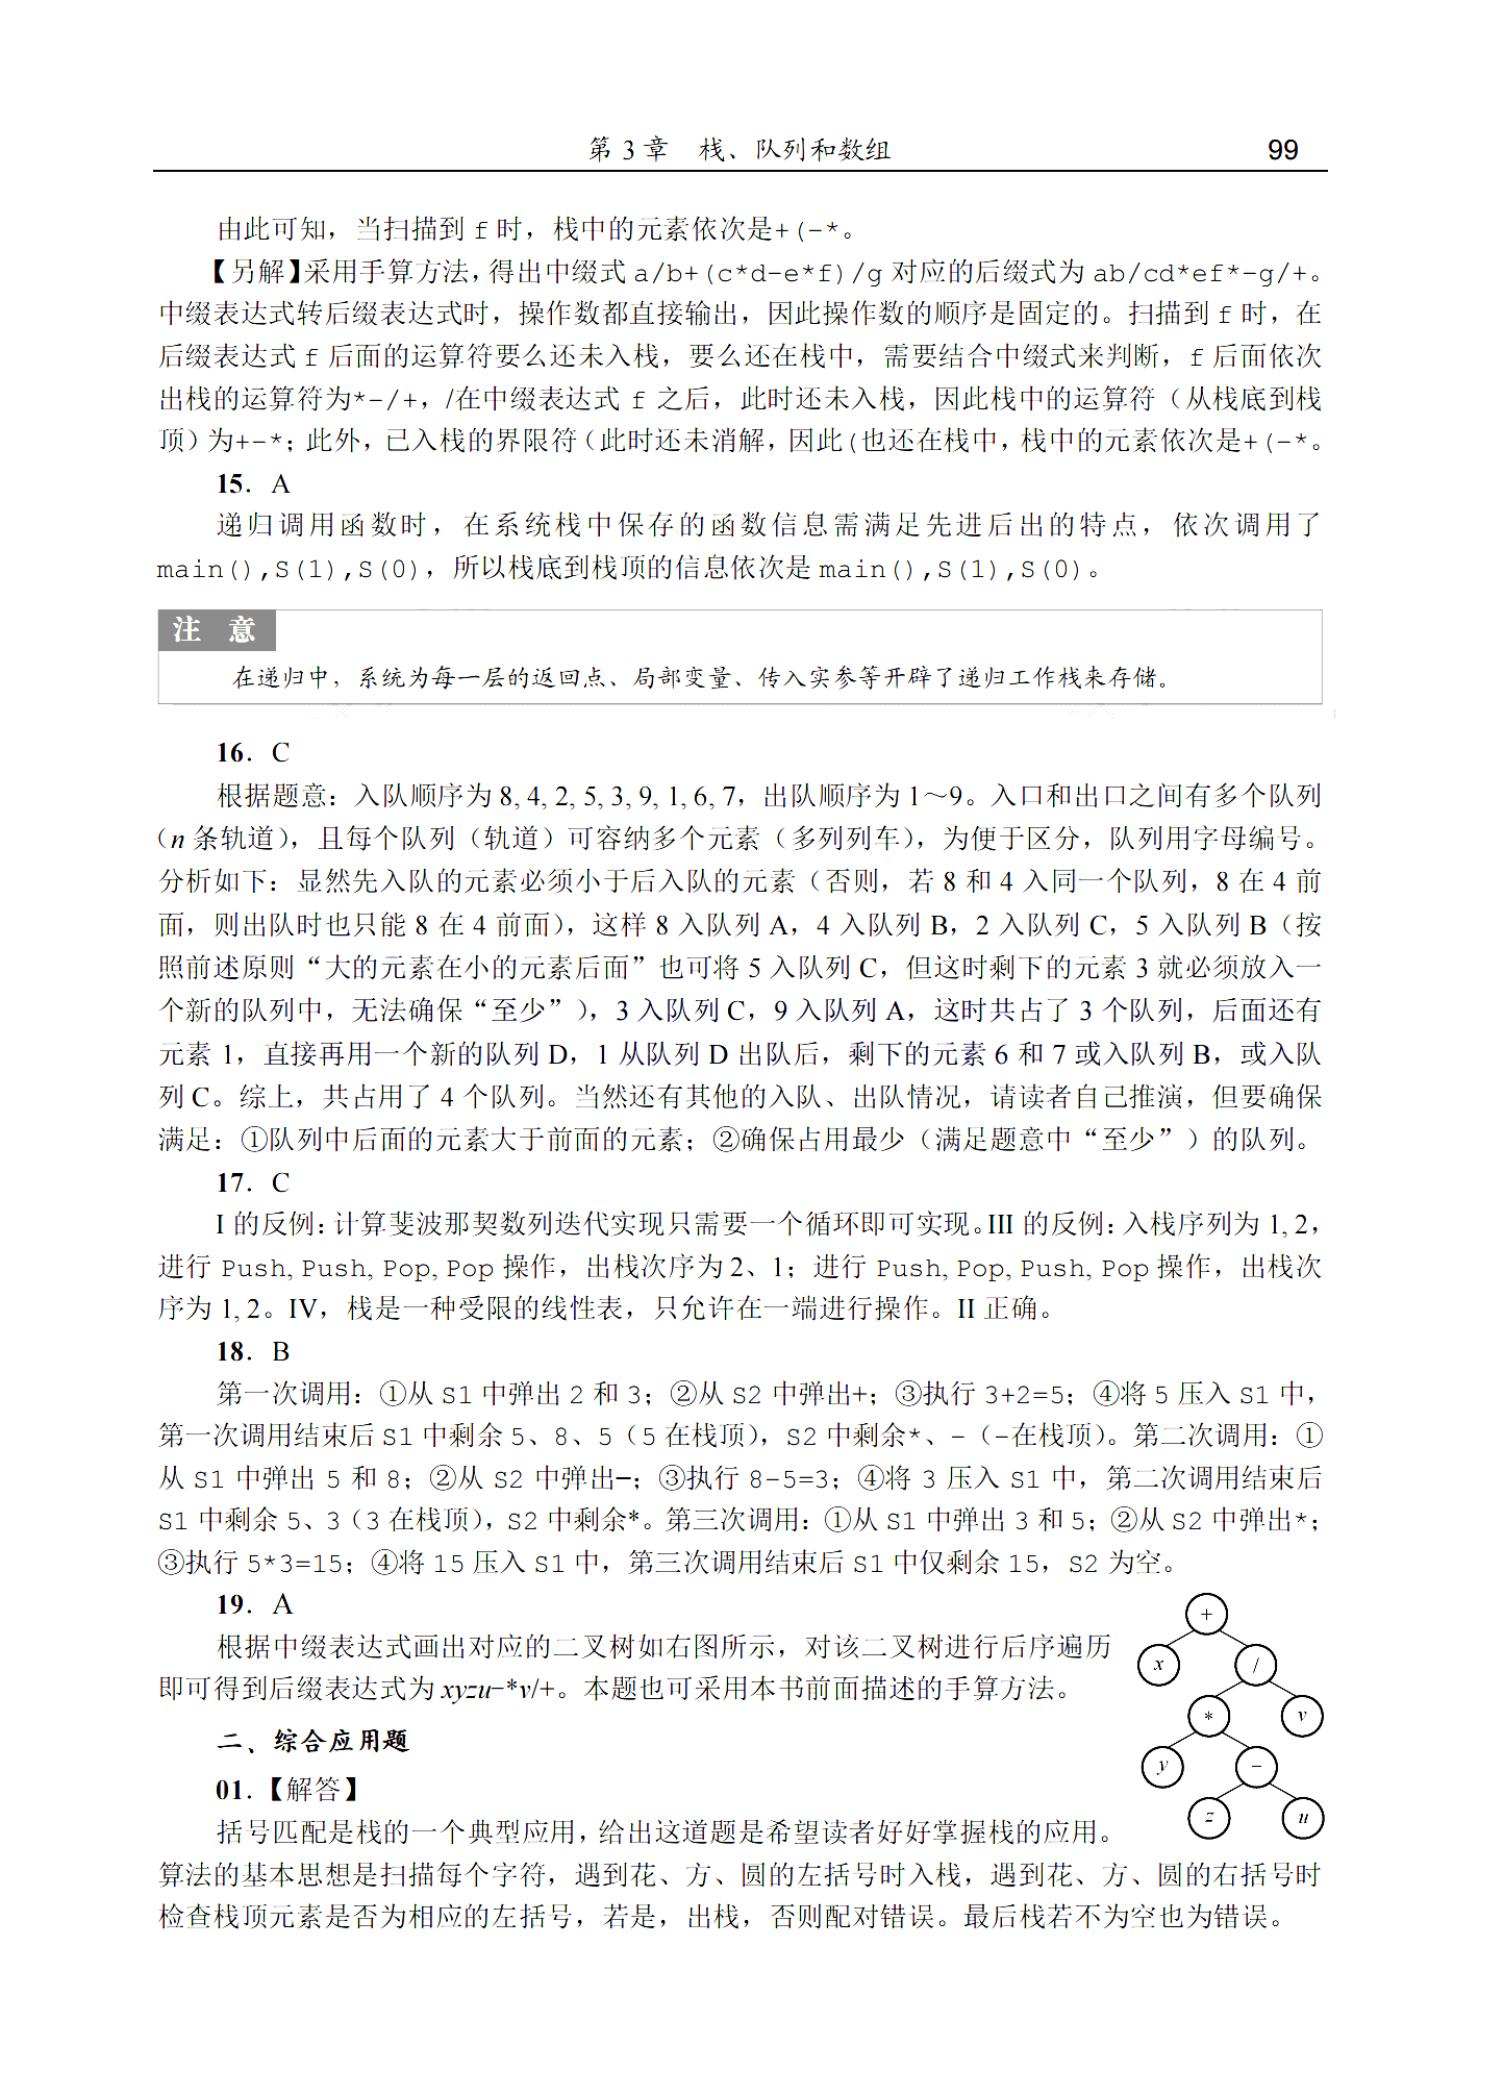 第 3 章 栈、队列和数组 99
由此可知，当扫描到 f 时，栈中的元素依次是+(-*。
【另解】采用手算方法，得出中缀式 a/b+(c*d-e*f)/g 对应的后缀式为 ab/cd*ef*-g/+。
中缀表达式转后缀表达式时，操作数都直接输出，因此操作数的顺序是固定的。扫描到 f 时，在
后缀表达式 f 后面的运算符要么还未入栈，要么还在栈中，需要结合中缀式来判断，f 后面依次
出栈的运算符为*-/+，/在中缀表达式 f 之后，此时还未入栈，因此栈中的运算符（从栈底到栈
顶）为+-*；此外，已入栈的界限符（此时还未消解，因此(也还在栈中，栈中的元素依次是+(-*。
15．A
递归调用函数时，在系统栈中保存的函数信息需满足先进后出的特点，依次调用了
main(),S(1),S(0)，所以栈底到栈顶的信息依次是 main(),S(1),S(0)。
注 意
在递归中，系统为每一层的返回点、局部变量、传入实参等开辟了递归工作栈来存储。
16．C
根据题意：入队顺序为 8, 4, 2, 5, 3, 9, 1, 6, 7，出队顺序为 1～9。入口和出口之间有多个队列
（n 条轨道），且每个队列（轨道）可容纳多个元素（多列列车），为便于区分，队列用字母编号。
分析如下：显然先入队的元素必须小于后入队的元素（否则，若 8 和 4 入同一个队列，8 在 4 前
面，则出队时也只能 8 在 4 前面），这样 8 入队列 A，4 入队列 B，2 入队列 C，5 入队列 B（按
照前述原则“大的元素在小的元素后面”也可将 5 入队列 C，但这时剩下的元素 3 就必须放入一
个新的队列中，无法确保“至少”），3 入队列 C，9 入队列 A，这时共占了 3 个队列，后面还有
元素 1，直接再用一个新的队列 D，1 从队列 D 出队后，剩下的元素 6 和 7 或入队列 B，或入队
列 C。综上，共占用了 4 个队列。当然还有其他的入队、出队情况，请读者自己推演，但要确保
满足：①队列中后面的元素大于前面的元素；②确保占用最少（满足题意中“至少”）的队列。
17．C
I 的反例：计算斐波那契数列迭代实现只需要一个循环即可实现。III 的反例：入栈序列为 1, 2，
进行 Push, Push, Pop, Pop 操作，出栈次序为 2、1；进行 Push, Pop, Push, Pop 操作，出栈次
序为 1, 2。IV，栈是一种受限的线性表，只允许在一端进行操作。II 正确。
18．B
第一次调用：①从 S1 中弹出 2 和 3；②从 S2 中弹出+；③执行 3+2=5；④将 5 压入 S1 中，
第一次调用结束后 S1 中剩余 5、8、5（5 在栈顶），S2 中剩余*、-（-在栈顶）。第二次调用：①
从 S1 中弹出 5 和 8；②从 S2 中弹出-；③执行 8-5=3；④将 3 压入 S1 中，第二次调用结束后
S1 中剩余 5、3（3 在栈顶），S2 中剩余*。第三次调用：①从 S1 中弹出 3 和 5；②从 S2 中弹出*；
③执行 5*3=15；④将 15 压入 S1 中，第三次调用结束后 S1 中仅剩余 15，S2 为空。
19．A
根据中缀表达式画出对应的二叉树如右图所示，对该二叉树进行后序遍历
即可得到后缀表达式为 xyzu-*v/+。本题也可采用本书前面描述的手算方法。
+
x /
* v
y -
z u
二、综合应用题
01．【解答】
括号匹配是栈的一个典型应用，给出这道题是希望读者好好掌握栈的应用。
算法的基本思想是扫描每个字符，遇到花、方、圆的左括号时入栈，遇到花、方、圆的右括号时
检查栈顶元素是否为相应的左括号，若是，出栈，否则配对错误。最后栈若不为空也为错误。